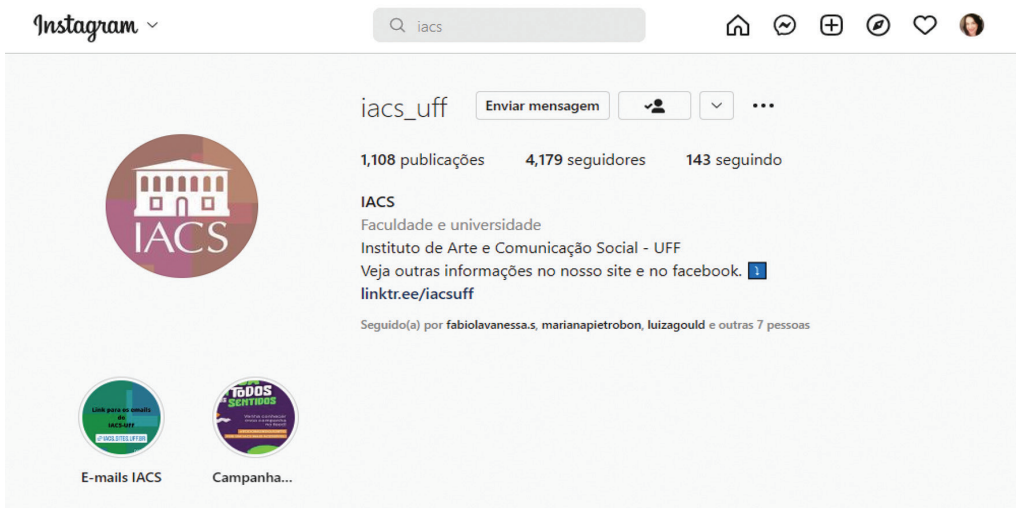 Instagram
iacs
iacs_uff Enviar mensagem
1,108 publicações 4,179 seguidores 143 seguindo
IACS
Faculdade e universidade
Instituto de Arte e Comunicação Social - UFF
Veja outras informações no nosso site e no facebook.
linktr.ee/iacsuff
Seguido(a) por fabiolavanessa.s, marianapietrobon, luizagould e outras 7 pessoas
IACS
Link para os emails
do
IACS-UFF
IACS.SITES.UFF.BR
TODOS
SENTIDOS
E-mails IACS
Campanha...